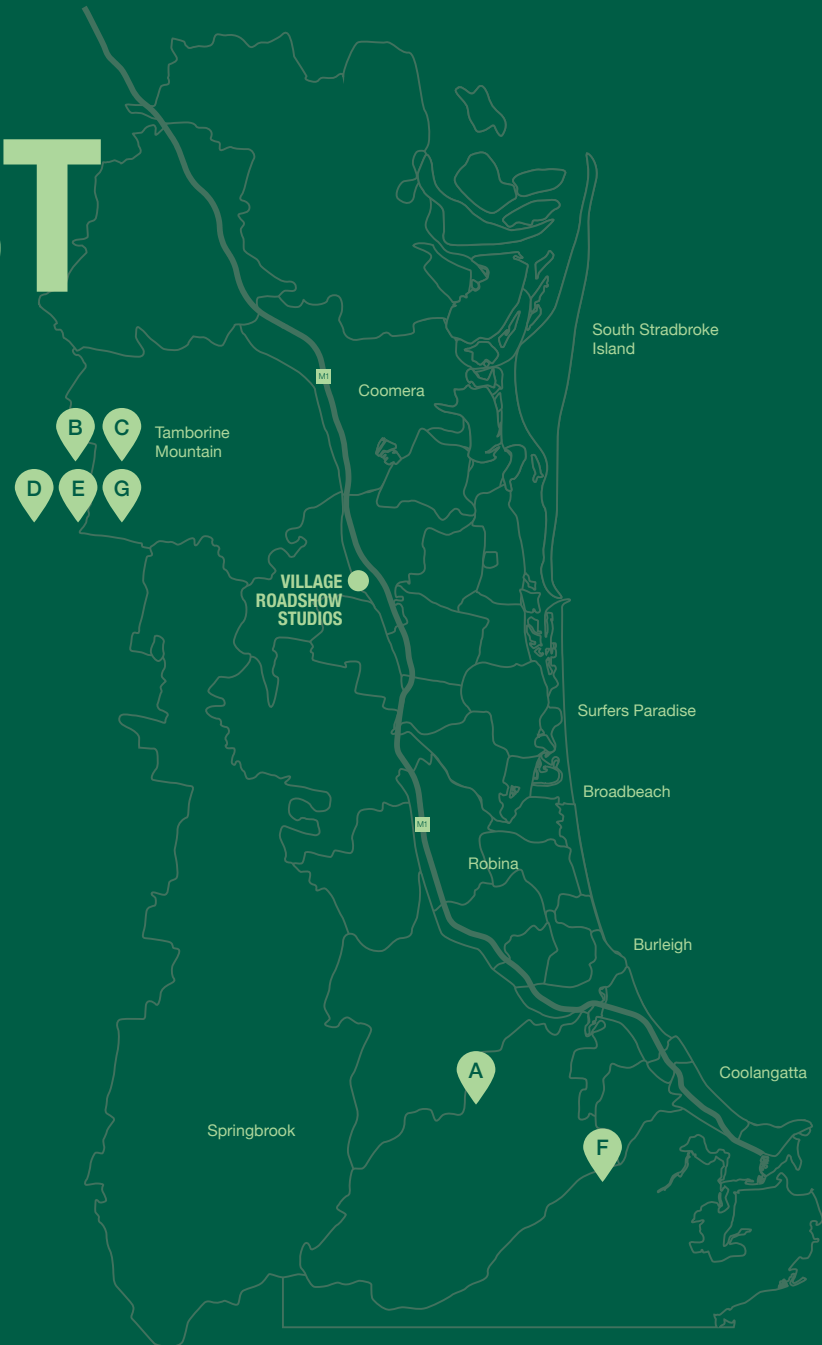 T
South Stradbroke
Island
M1
Coomera
B
C
Tamborine
Mountain
D
E
G
VILLAGE
ROADSHOW
STUDIOS
Surfers Paradise
Broadbeach
M1
Robina
Burleigh
A
Coolangatta
Springbrook
F